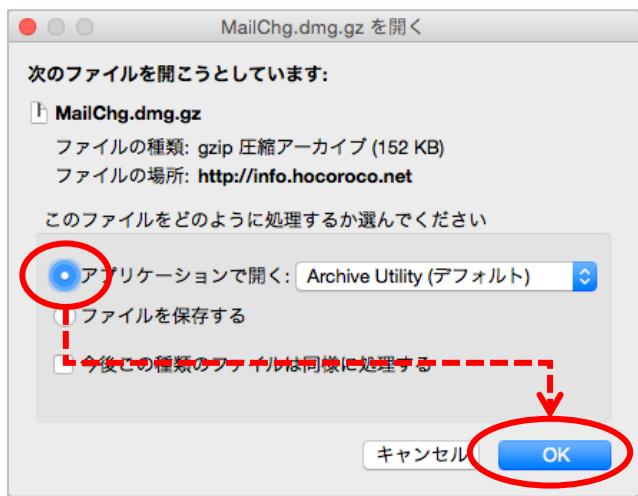 MailChg.dmg.gz を開く
次のファイルを開こうとしています:
MailChg.dmg.gz
ファイルの種類: gzip 圧縮アーカイブ (152 KB)
ファイルの場所: http://info.hocoroco.net
このファイルをどのように処理するか選んでください
アプリケーションで開く: Archive Utility (デフォルト)
ファイルを保存する
今後この種類のファイルは同様に処理する
キャンセル OK